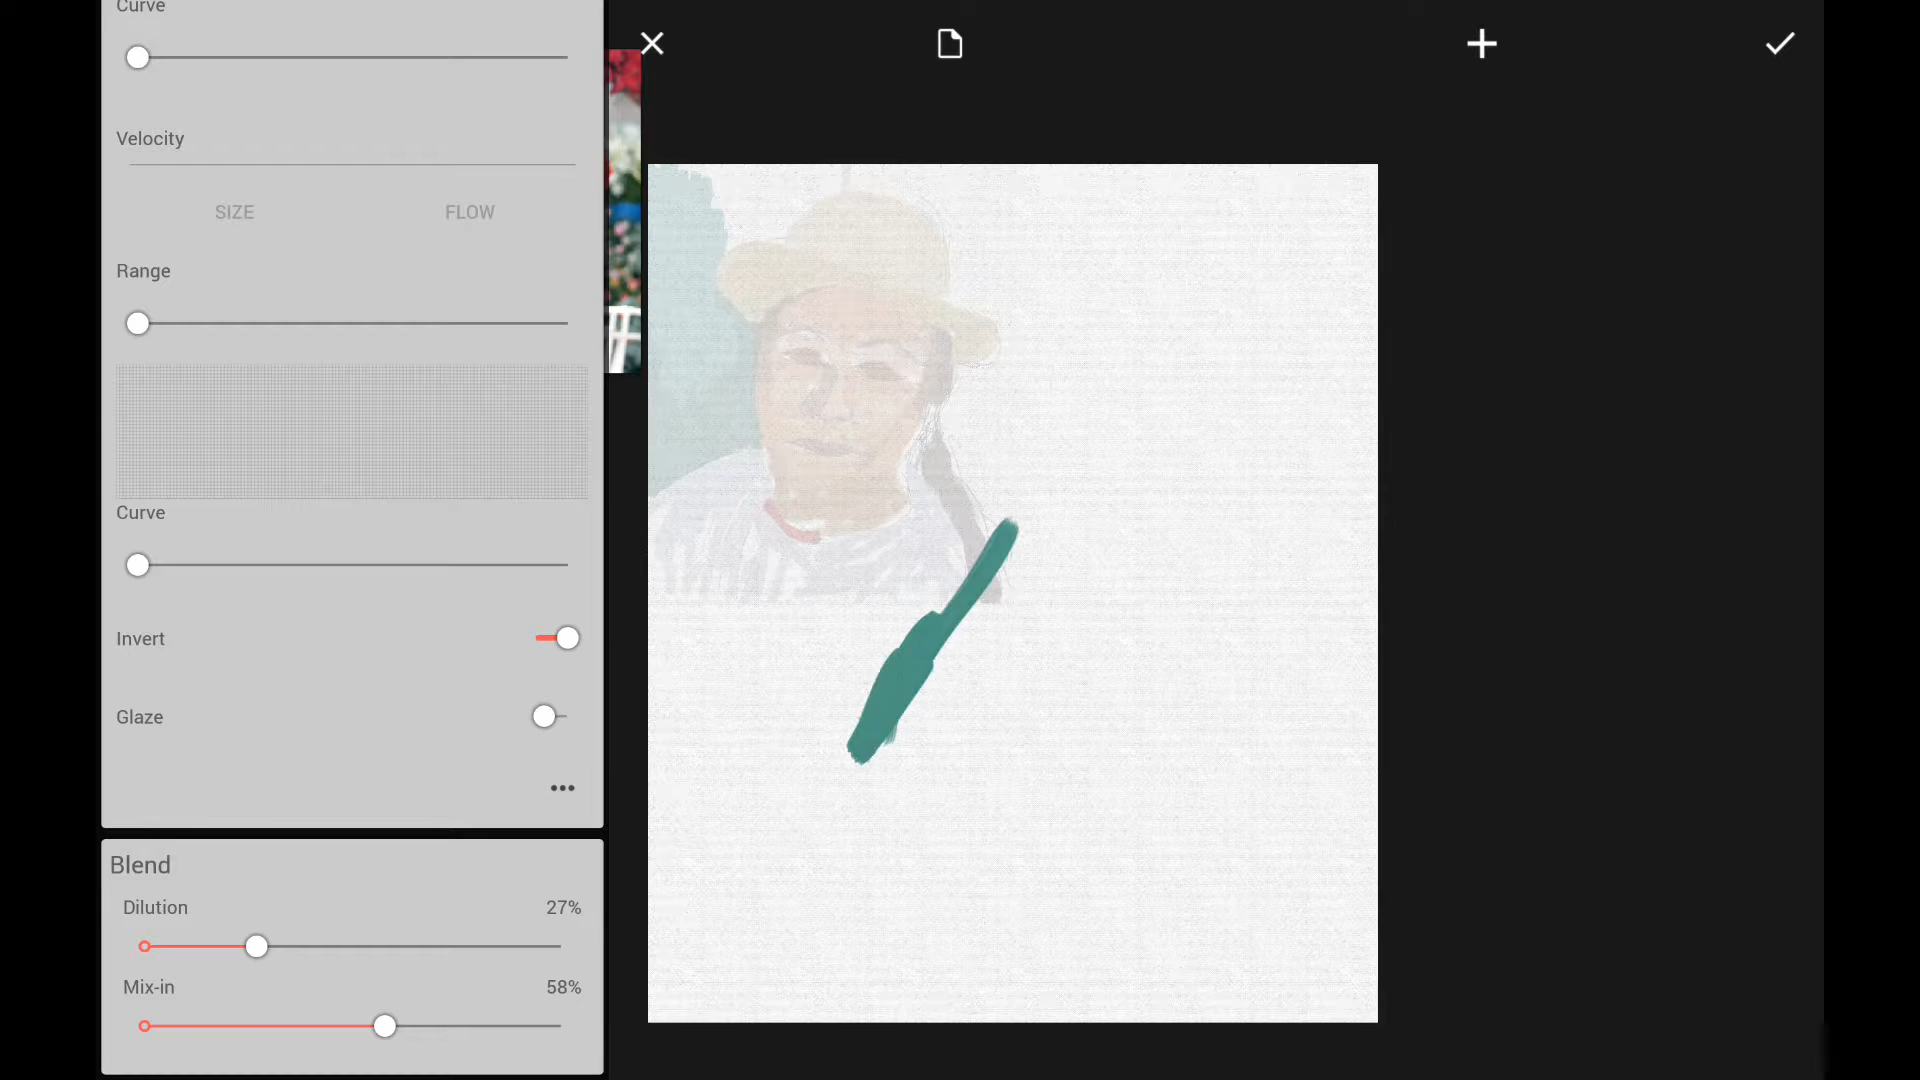 Curve
Velocity
SIZE FLOW
Range
Curve
Invert
Glaze
Blend
Dilution 27%
Mix-in 58%